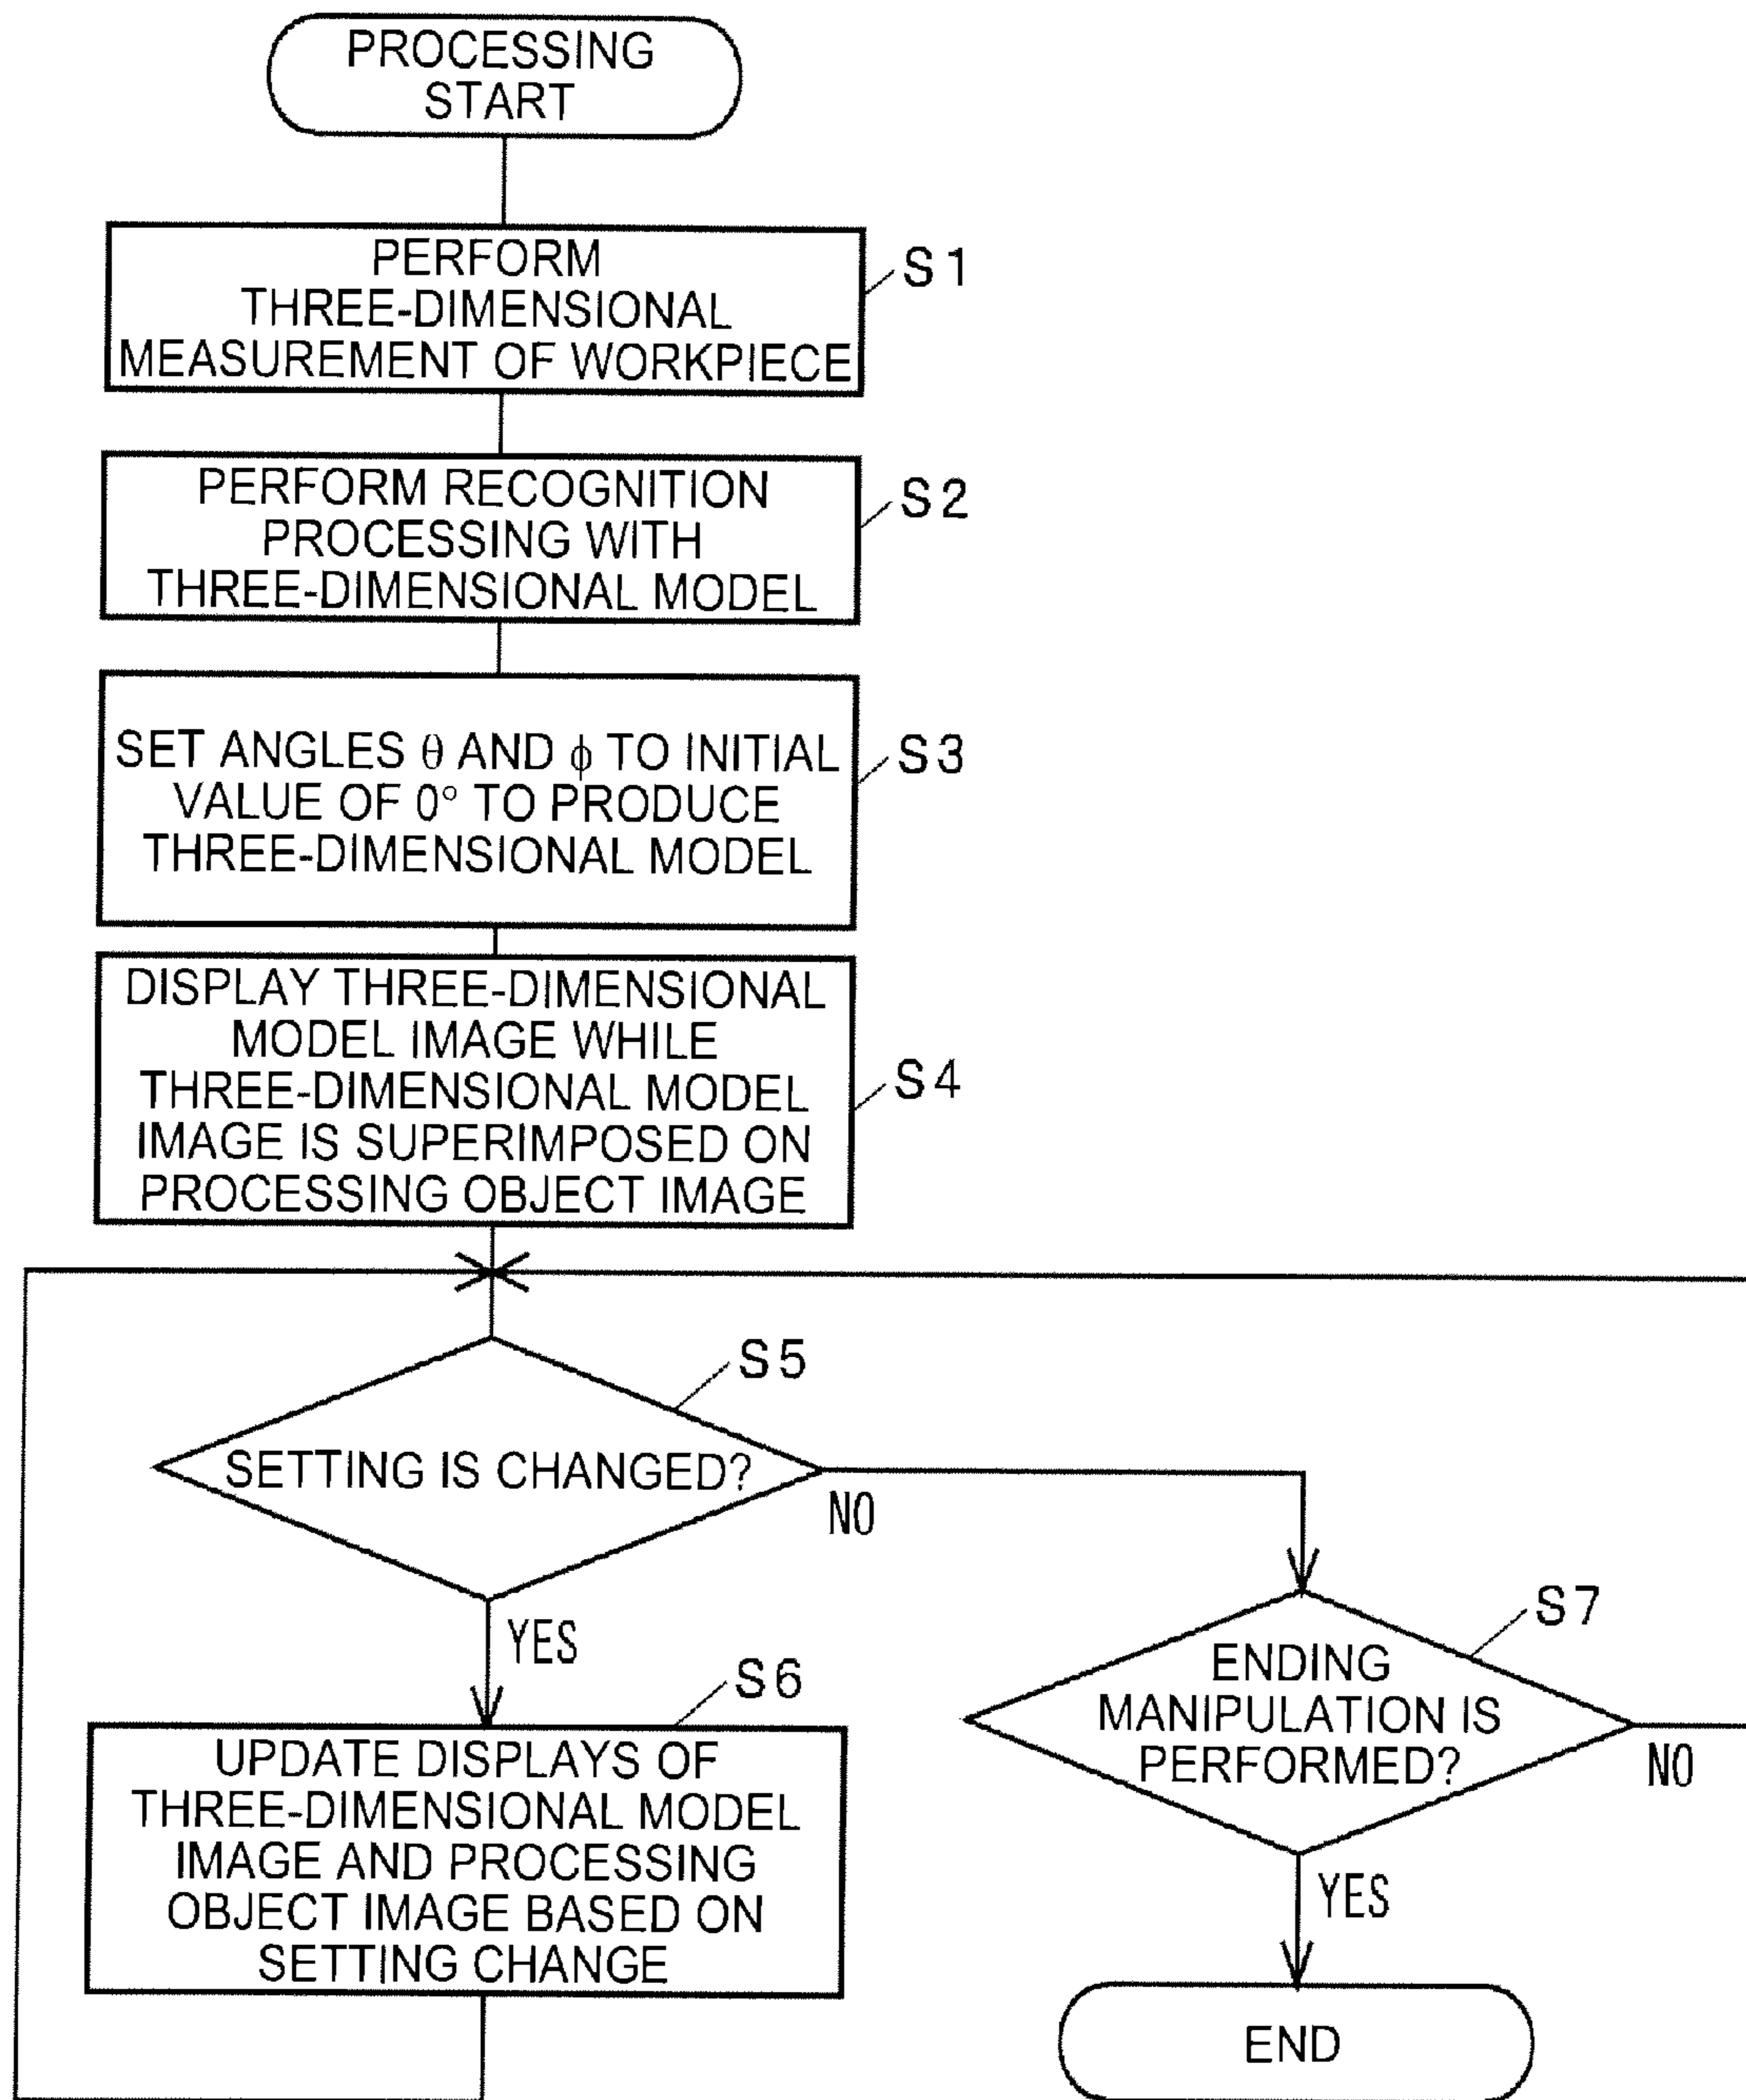 PROCESSING
START
PERFORM
THREE-DIMENSIONAL
MEASUREMENT OF WORKPIECE
S1
PERFORM RECOGNITION
PROCESSING WITH
THREE-DIMENSIONAL MODEL
S2
SET ANGLES θ AND ϕ TO INITIAL
VALUE OF 0° TO PRODUCE
THREE-DIMENSIONAL MODEL
S3
DISPLAY THREE-DIMENSIONAL
MODEL IMAGE WHILE
THREE-DIMENSIONAL MODEL
IMAGE IS SUPERIMPOSED ON
PROCESSING OBJECT IMAGE
S4
S5
SETTING IS CHANGED?
NO
YES
S6
UPDATE DISPLAYS OF
THREE-DIMENSIONAL MODEL
IMAGE AND PROCESSING
OBJECT IMAGE BASED ON
SETTING CHANGE
S7
ENDING
MANIPULATION IS
PERFORMED?
NO
YES
END